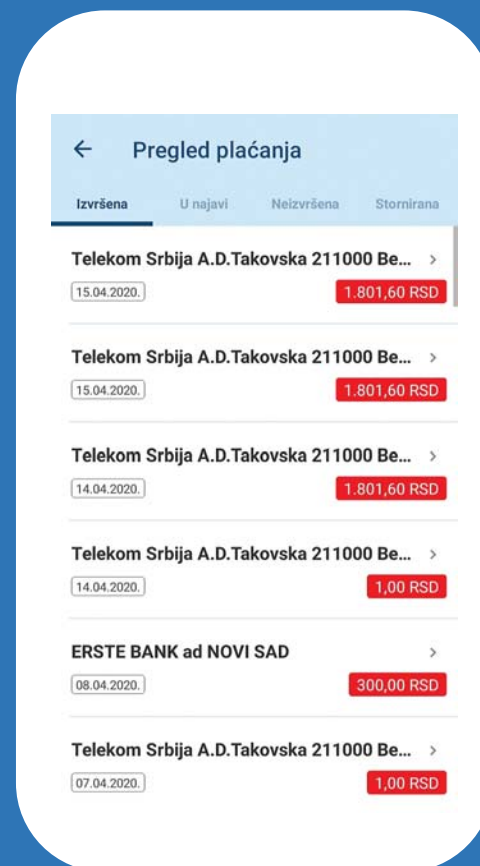 Pregled plaćanja
Izvršena U najavi Neizvršena Stornirana
Telekom Srbija A.D.Takovska 211000 Be...
15.04.2020. 1.801,60 RSD
Telekom Srbija A.D.Takovska 211000 Be...
15.04.2020. 1.801,60 RSD
Telekom Srbija A.D.Takovska 211000 Be...
14.04.2020. 1.801,60 RSD
Telekom Srbija A.D.Takovska 211000 Be...
14.04.2020. 1,00 RSD
ERSTE BANK ad NOVI SAD
08.04.2020. 300,00 RSD
Telekom Srbija A.D.Takovska 211000 Be...
07.04.2020. 1,00 RSD